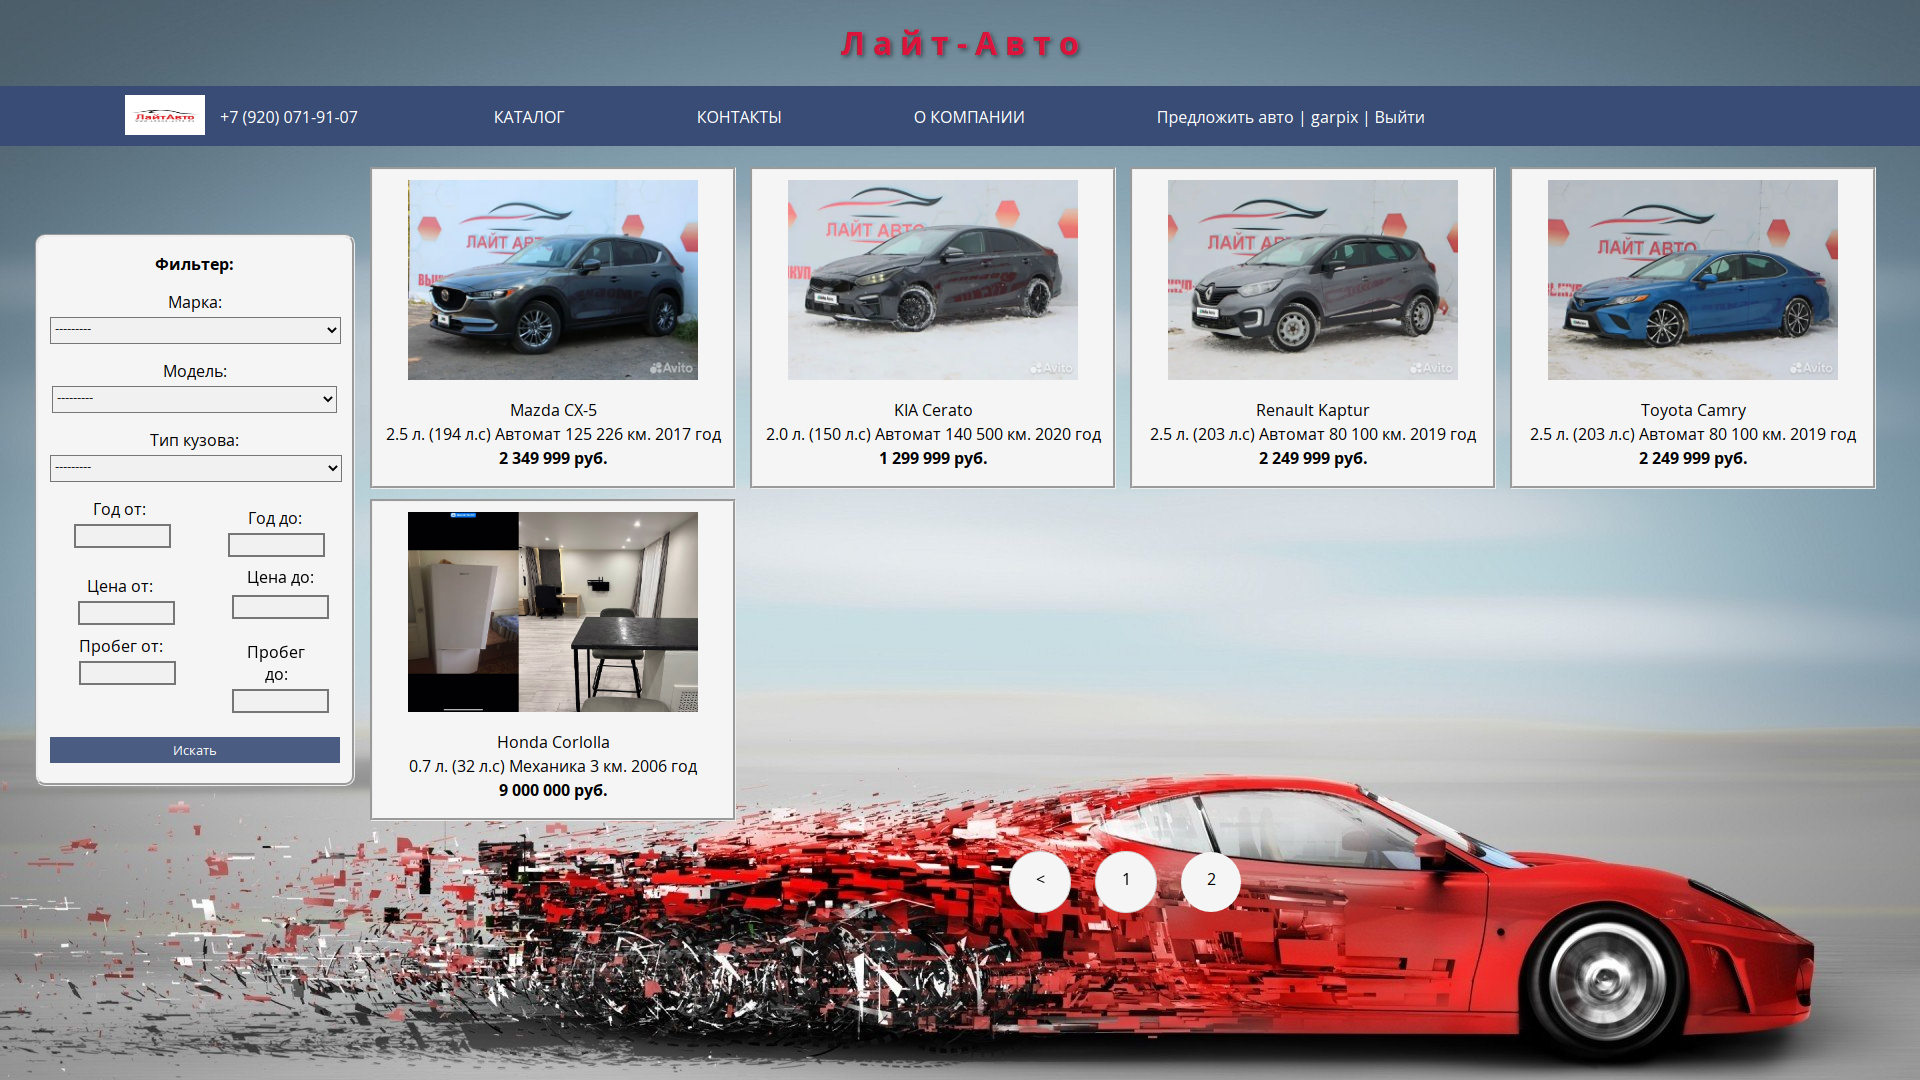 Лайт-Авто
ЛайтАвто
+7 (920) 071-91-07
КАТАЛОГ
КОНТАКТЫ
О КОМПАНИИ
Предложить авто | garpix | Выйти
Фильтер:
Марка:
---------
Модель:
---------
Тип кузова:
---------
Год от:
Год до:
Цена от:
Цена до:
Пробег от:
Пробег
до:
Искать
ЛАЙТ АВТ
Avito
Mazda CX-5
2.5 л. (194 л.с) Автомат 125 226 км. 2017 год
2 349 999 руб.
ЛАЙТ АВТО
Avito
KIA Cerato
2.0 л. (150 л.с) Автомат 140 500 км. 2020 год
1 299 999 руб.
ЛАЙТ АВТО
Avito
Renault Kaptur
2.5 л. (203 л.с) Автомат 80 100 км. 2019 год
2 249 999 руб.
ЛАЙТ АВТО
Avito
Toyota Camry
2.5 л. (203 л.с) Автомат 80 100 км. 2019 год
2 249 999 руб.
Honda Corlolla
0.7 л. (32 л.с) Механика 3 км. 2006 год
9 000 000 руб.
<
1
2